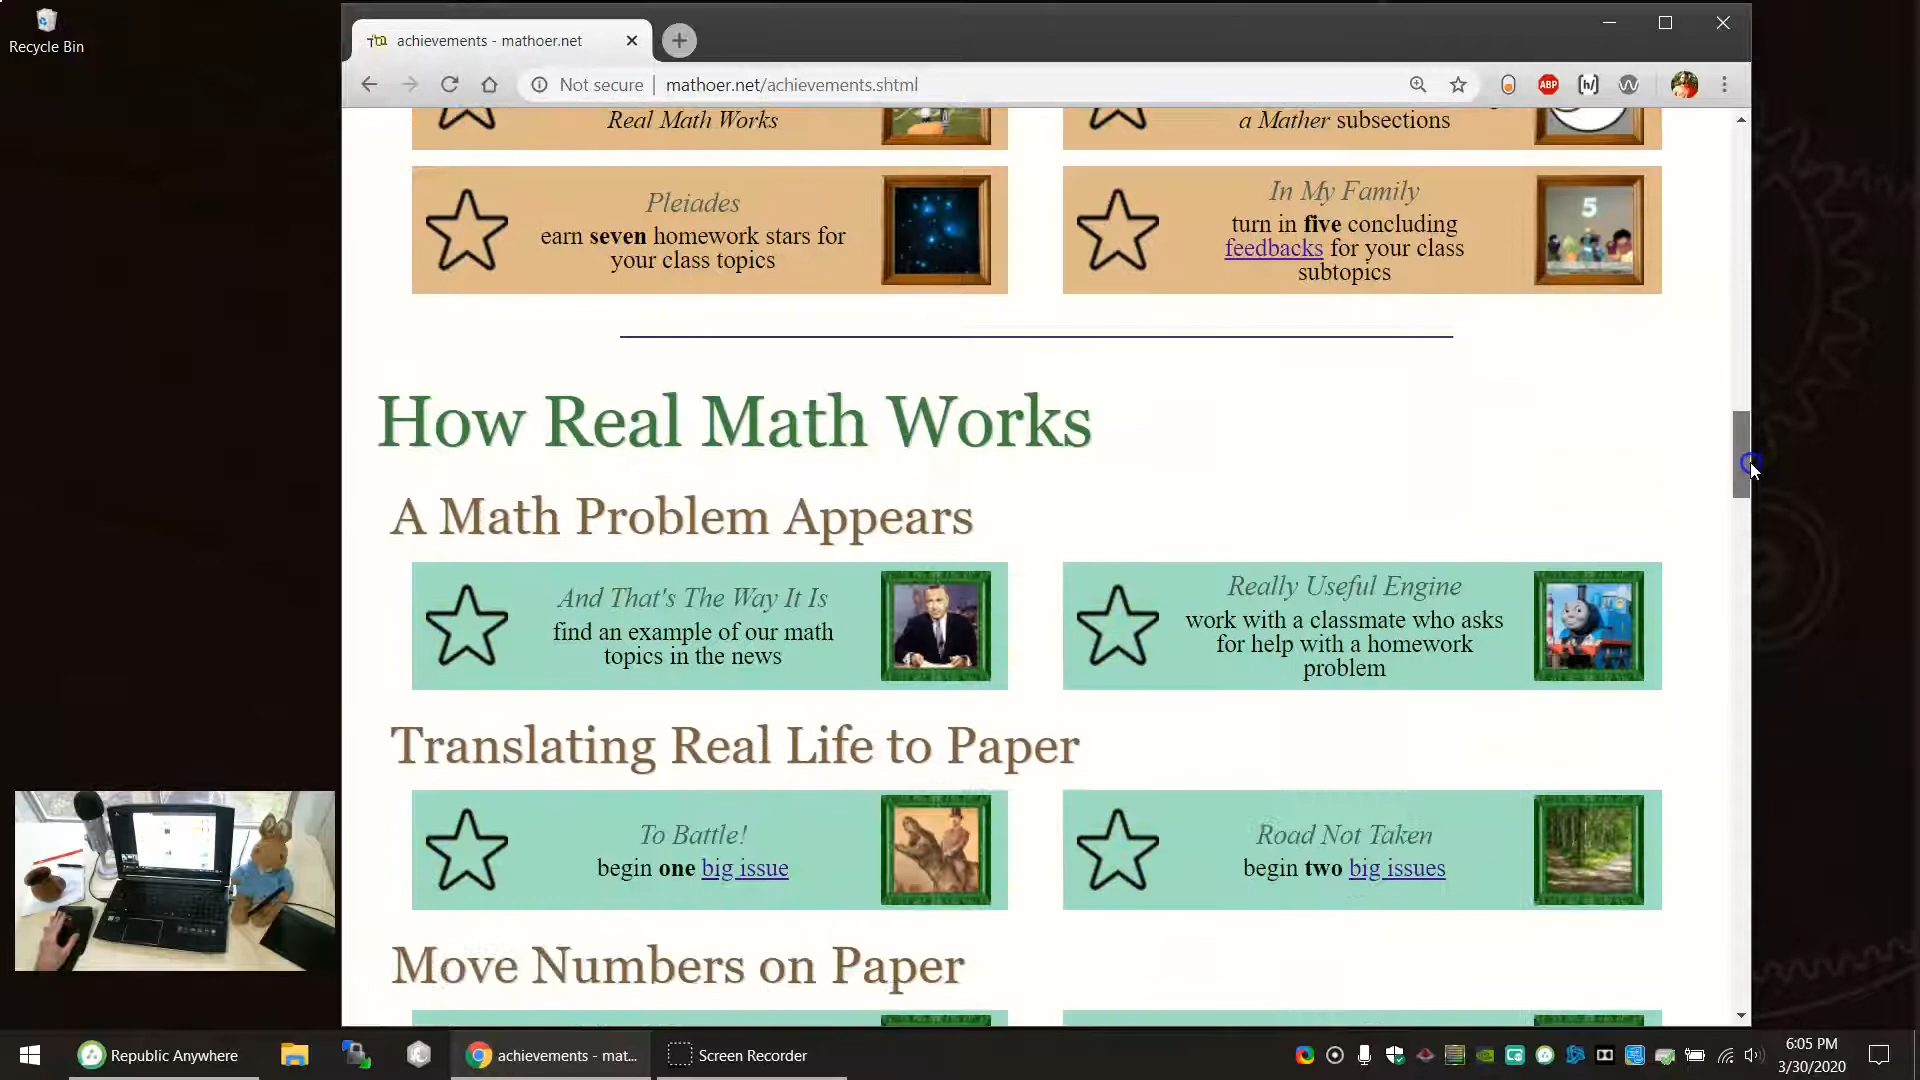 Recycle Bin
achievements - mathoer.net
Not secure
mathoer.net/achievements.shtml
ABP
Real Math Works
a Mather subsections
Pleiades
earn seven homework stars for
your class topics
In My Family
turn in five concluding
feedbacks for your class
subtopics
5
How Real Math Works
A Math Problem Appears
And That's The Way It Is
find an example of our math
topics in the news
Really Useful Engine
work with a classmate who asks
for help with a homework
problem
Translating Real Life to Paper
To Battle!
begin one big issue
Road Not Taken
begin two big issues
Move Numbers on Paper
Republic Anywhere
achievements - mat...
Screen Recorder
6:05 PM
3/30/2020